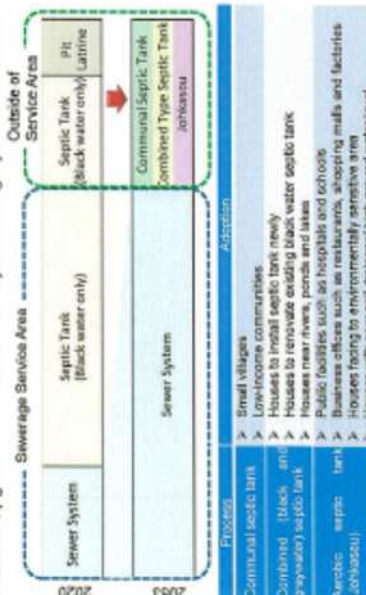 Sewerage Service Area
Outside of
Service Area
2020
Sewer System
Septic Tank
(Black water only)
Septic Tank
(Black water only)
Pit
Latrine
Sewer System
Communal Septic Tank
Combined Type Septic Tank
Johkasou
Process
Adoption
Communal septic tank
➤ Small villages
➤ Low-income communities
Combined (black and
graywater) septic tank
➤ Houses to install septic tank newly
➤ Houses to renovate existing black water septic tank
➤ Houses near rivers, ponds and lakes
Aerobic septic tank
(Johkasou)
➤ Public facilities such as hospitals and schools
➤ Business offices such as restaurants, shopping malls and factories
➤ Houses facing to environmentally sensitive area